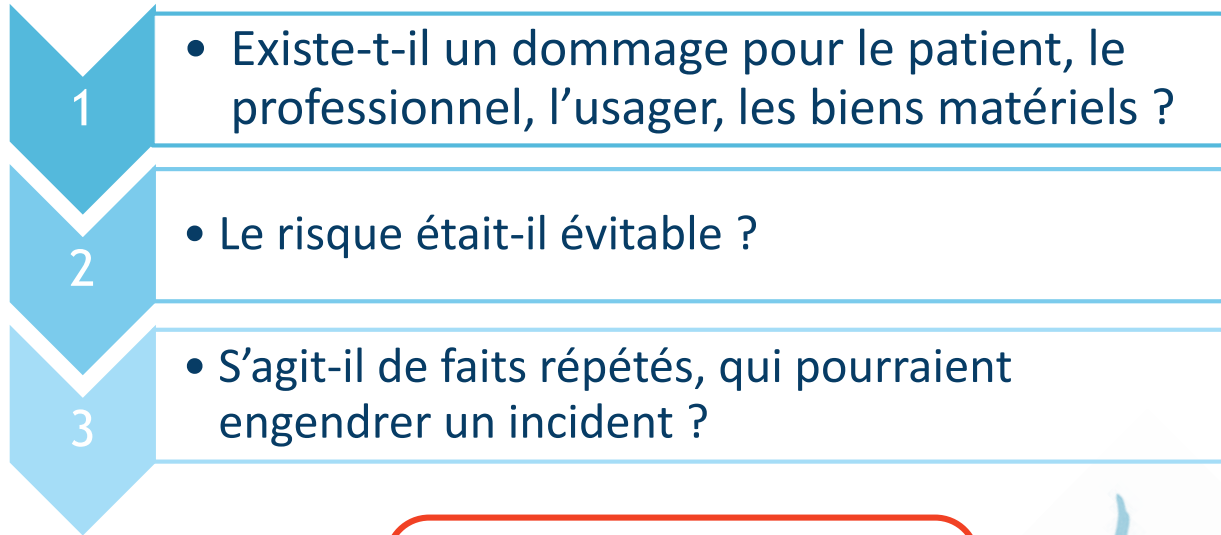 1
• Existe-t-il un dommage pour le patient, le
professionnel, l’usager, les biens matériels ?
2
• Le risque était-il évitable ?
3
• S’agit-il de faits répétés, qui pourraient
engendrer un incident ?